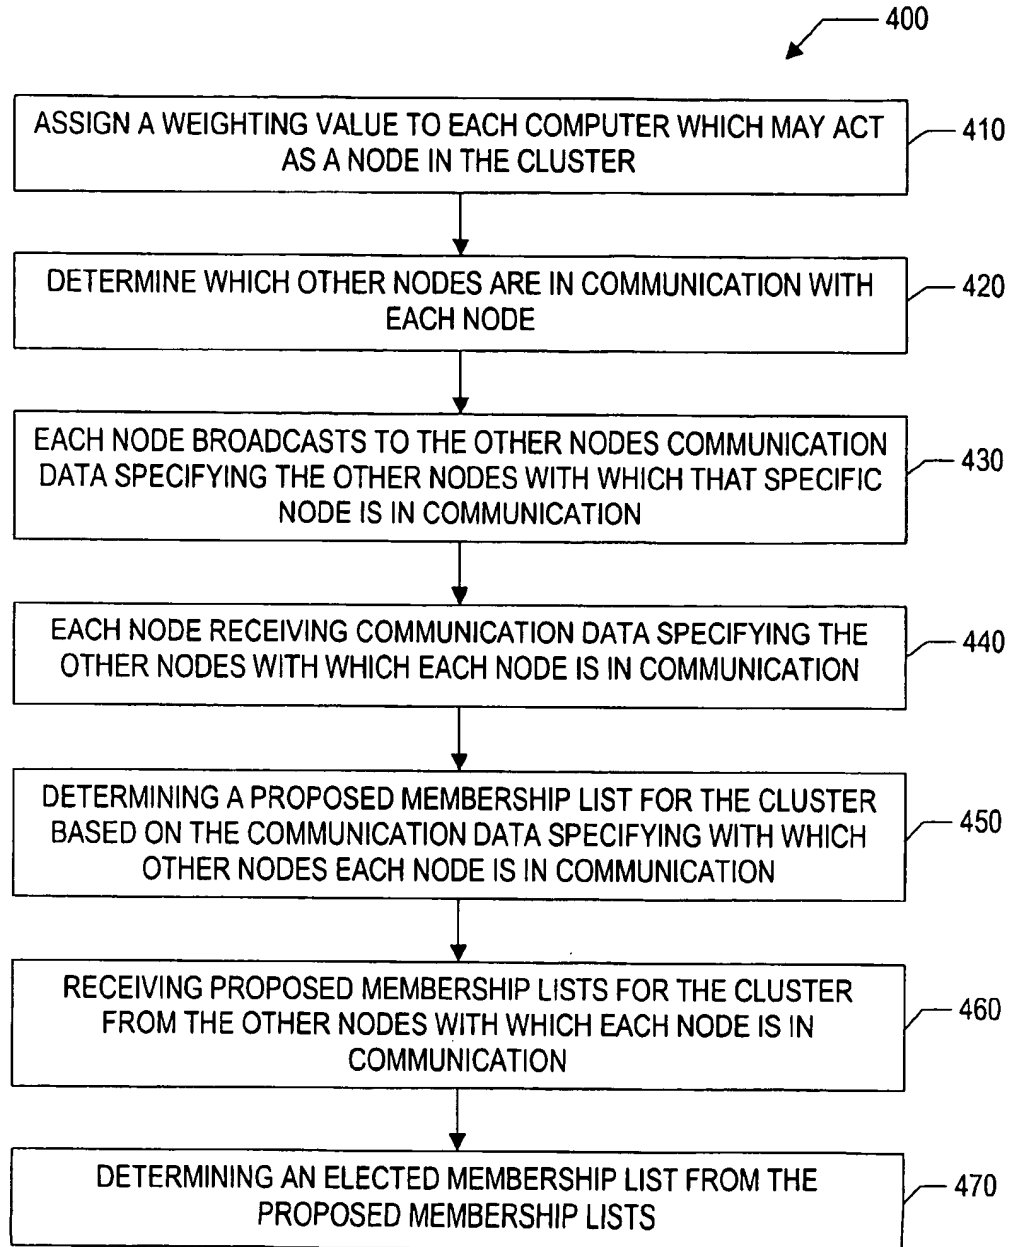 400
ASSIGN A WEIGHTING VALUE TO EACH COMPUTER WHICH MAY ACT
AS A NODE IN THE CLUSTER
410
DETERMINE WHICH OTHER NODES ARE IN COMMUNICATION WITH
EACH NODE
420
EACH NODE BROADCASTS TO THE OTHER NODES COMMUNICATION
DATA SPECIFYING THE OTHER NODES WITH WHICH THAT SPECIFIC
NODE IS IN COMMUNICATION
430
EACH NODE RECEIVING COMMUNICATION DATA SPECIFYING THE
OTHER NODES WITH WHICH EACH NODE IS IN COMMUNICATION
440
DETERMINING A PROPOSED MEMBERSHIP LIST FOR THE CLUSTER
BASED ON THE COMMUNICATION DATA SPECIFYING WITH WHICH
OTHER NODES EACH NODE IS IN COMMUNICATION
450
RECEIVING PROPOSED MEMBERSHIP LISTS FOR THE CLUSTER
FROM THE OTHER NODES WITH WHICH EACH NODE IS IN
COMMUNICATION
460
DETERMINING AN ELECTED MEMBERSHIP LIST FROM THE
PROPOSED MEMBERSHIP LISTS
470